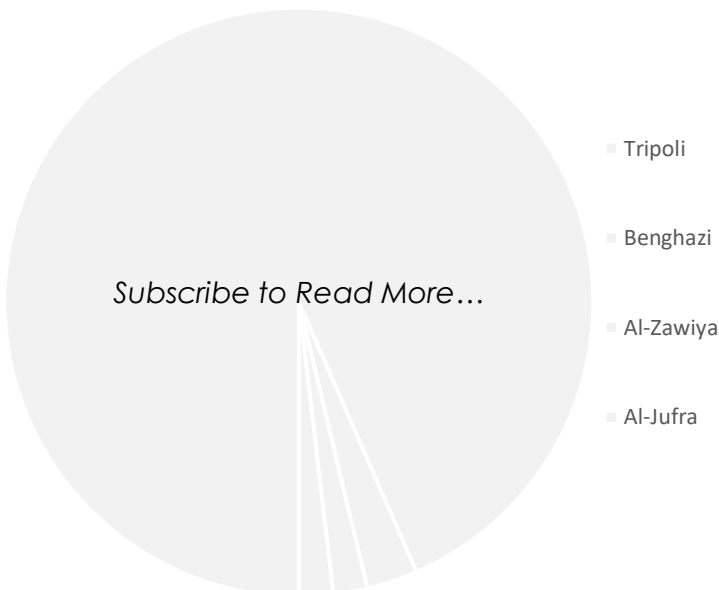 Subscribe to Read More…
Tripoli
Benghazi
Al-Zawiya
Al-Jufra